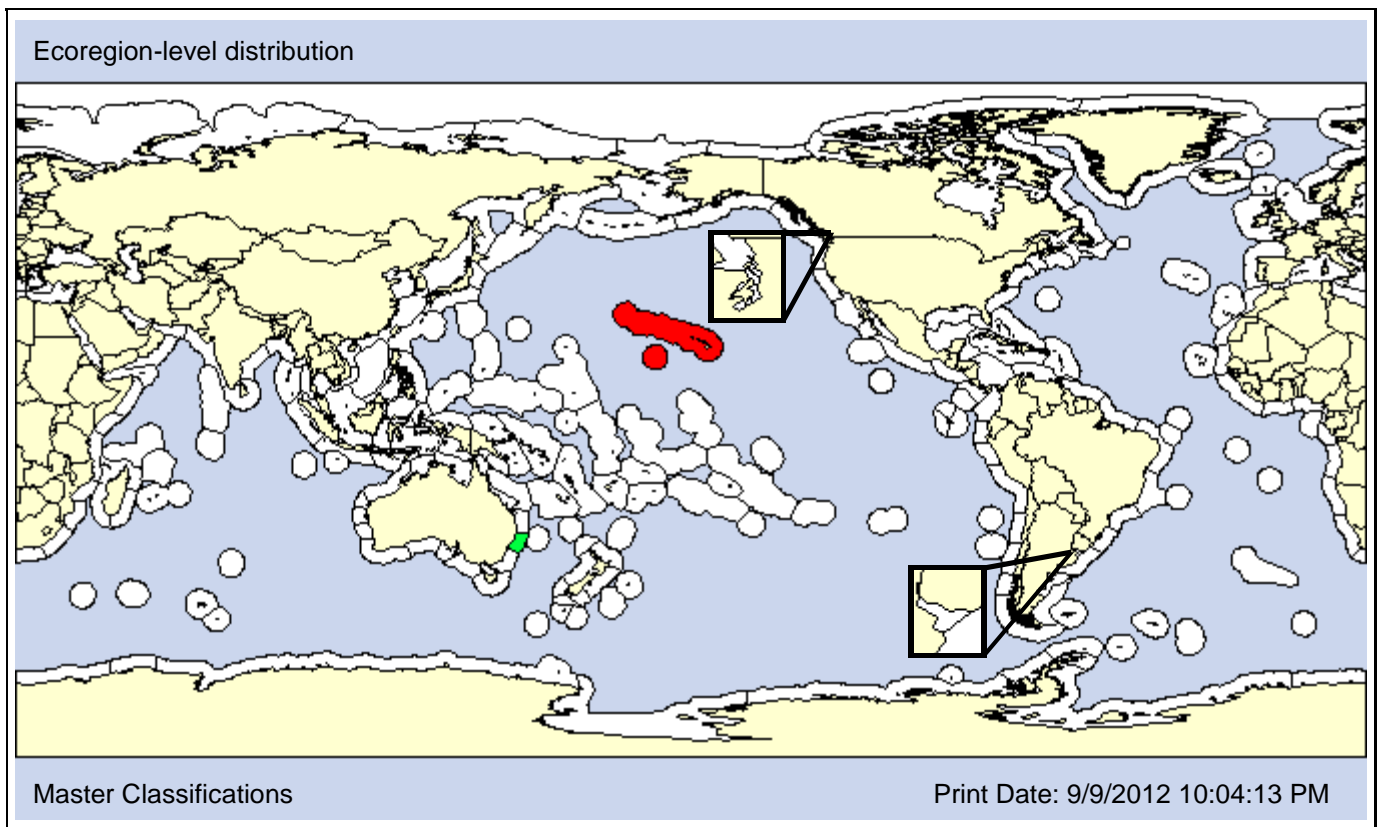 Ecoregion-level distribution
Master Classifications
Print Date: 9/9/2012 10:04:13 PM